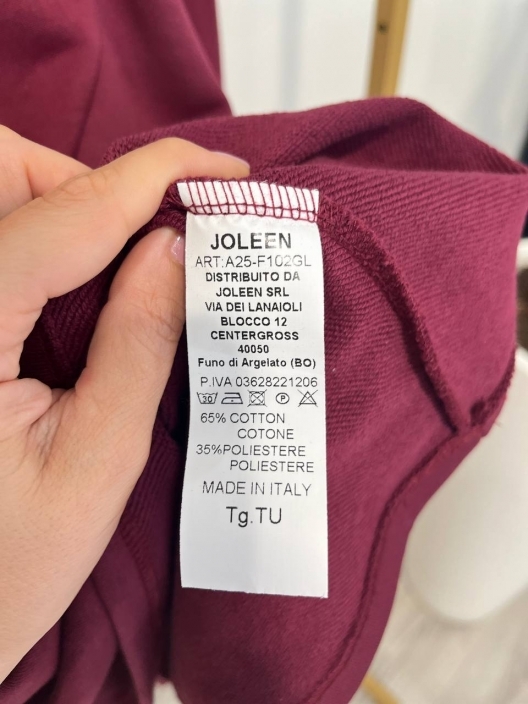 JOLEEN
ART:A25-F102GL
DISTRIBUITO DA
JOLEEN SRL
VIA DEI LANAIOLI
BLOCCO 12
CENTERGROSS
40050
Funo di Argelato (BO)
P.IVA 03628221206
30 P
65% COTTON
COTONE
35%POLIESTERE
POLIESTERE
MADE IN ITALY
Tg.TU